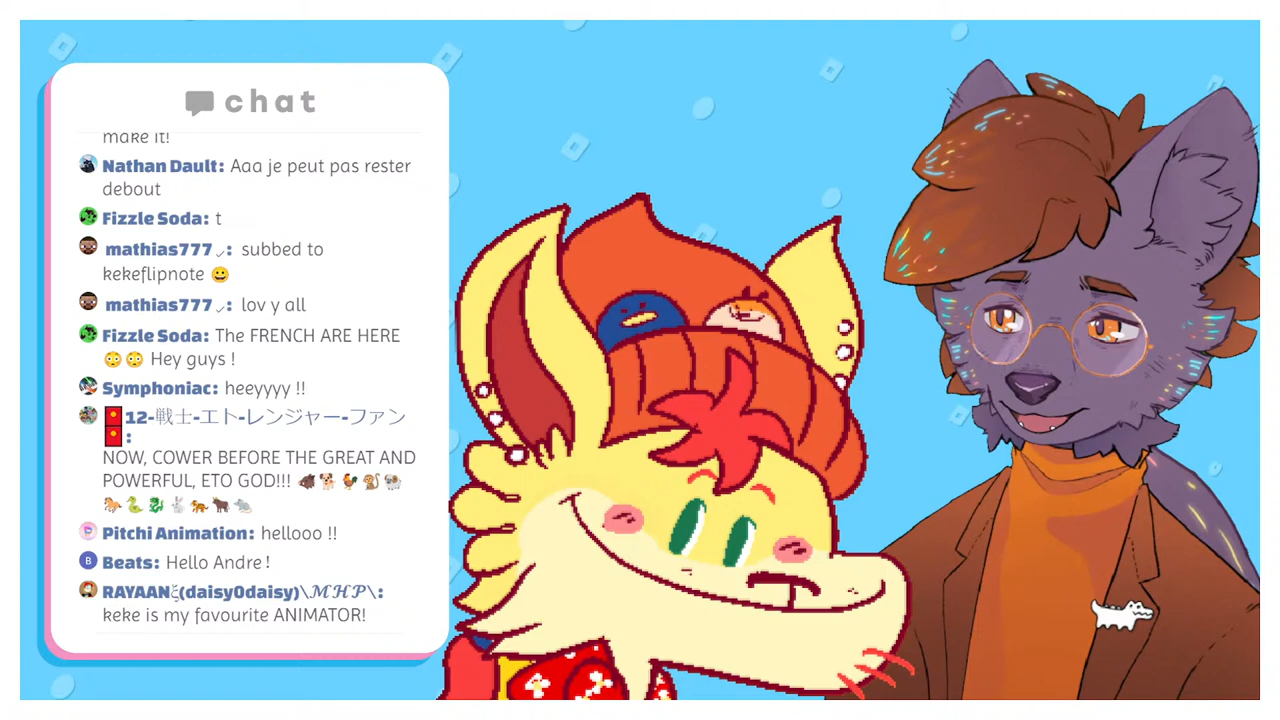 chat
make it!
Nathan Dault: Aaa je peut pas rester
debout
Fizzle Soda: t
mathias777 ◡: subbed to
kekeflipnote 😀
mathias777 ◡: lov y all
Fizzle Soda: The FRENCH ARE HERE
😳 😳 Hey guys !
Symphoniac: heeyyyy !!
🧧12-戦士-エト-レンジャー-ファン
🧧:
NOW, COWER BEFORE THE GREAT AND
POWERFUL, ETO GOD!!! 🐗🐕🐓🐒🐏
🐎🐍🐉🐇🐅🐂🐀
Pitchi Animation: hellooo !!
Beats: Hello Andre !
RAYAANξ(daisy0daisy)\ℳℋ𝒫\:
keke is my favourite ANIMATOR!